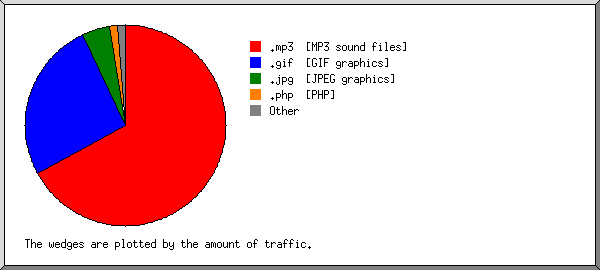 .mp3 [MP3 sound files]
.gif [GIF graphics]
.jpg [JPEG graphics]
.php [PHP]
Other
The wedges are plotted by the amount of traffic.